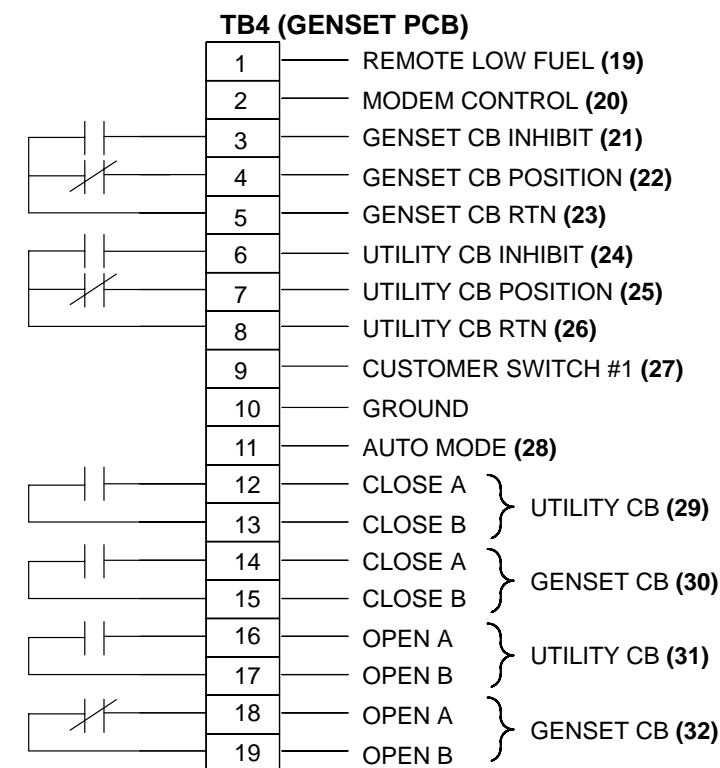 TB4 (GENSET PCB)
1 REMOTE LOW FUEL (19)
2 MODEM CONTROL (20)
3 GENSET CB INHIBIT (21)
4 GENSET CB POSITION (22)
5 GENSET CB RTN (23)
6 UTILITY CB INHIBIT (24)
7 UTILITY CB POSITION (25)
8 UTILITY CB RTN (26)
9 CUSTOMER SWITCH #1 (27)
10 GROUND
11 AUTO MODE (28)
12 CLOSE A
13 CLOSE B
UTILITY CB (29)
14 CLOSE A
15 CLOSE B
GENSET CB (30)
16 OPEN A
17 OPEN B
UTILITY CB (31)
18 OPEN A
19 OPEN B
GENSET CB (32)